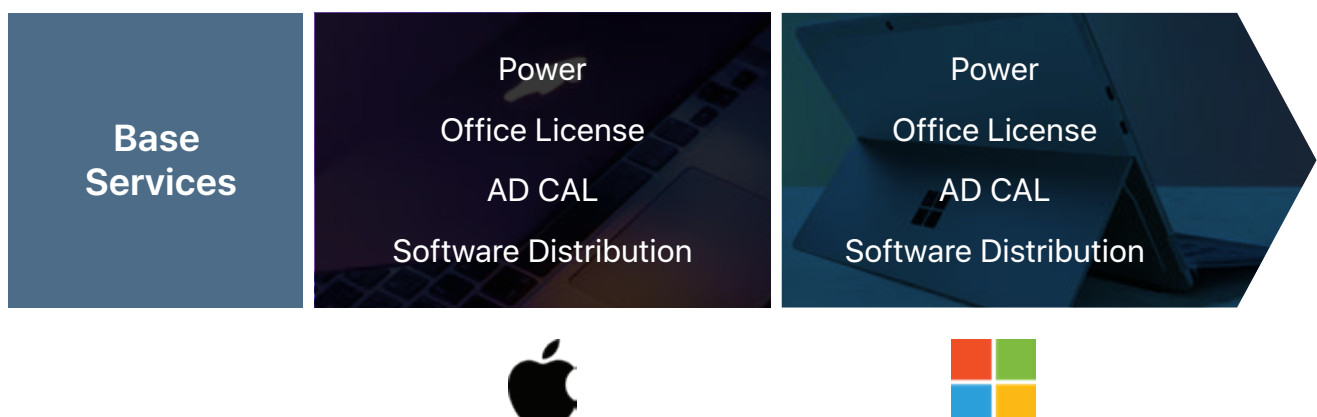 Base
Services
Power
Office License
AD CAL
Software Distribution
Power
Office License
AD CAL
Software Distribution